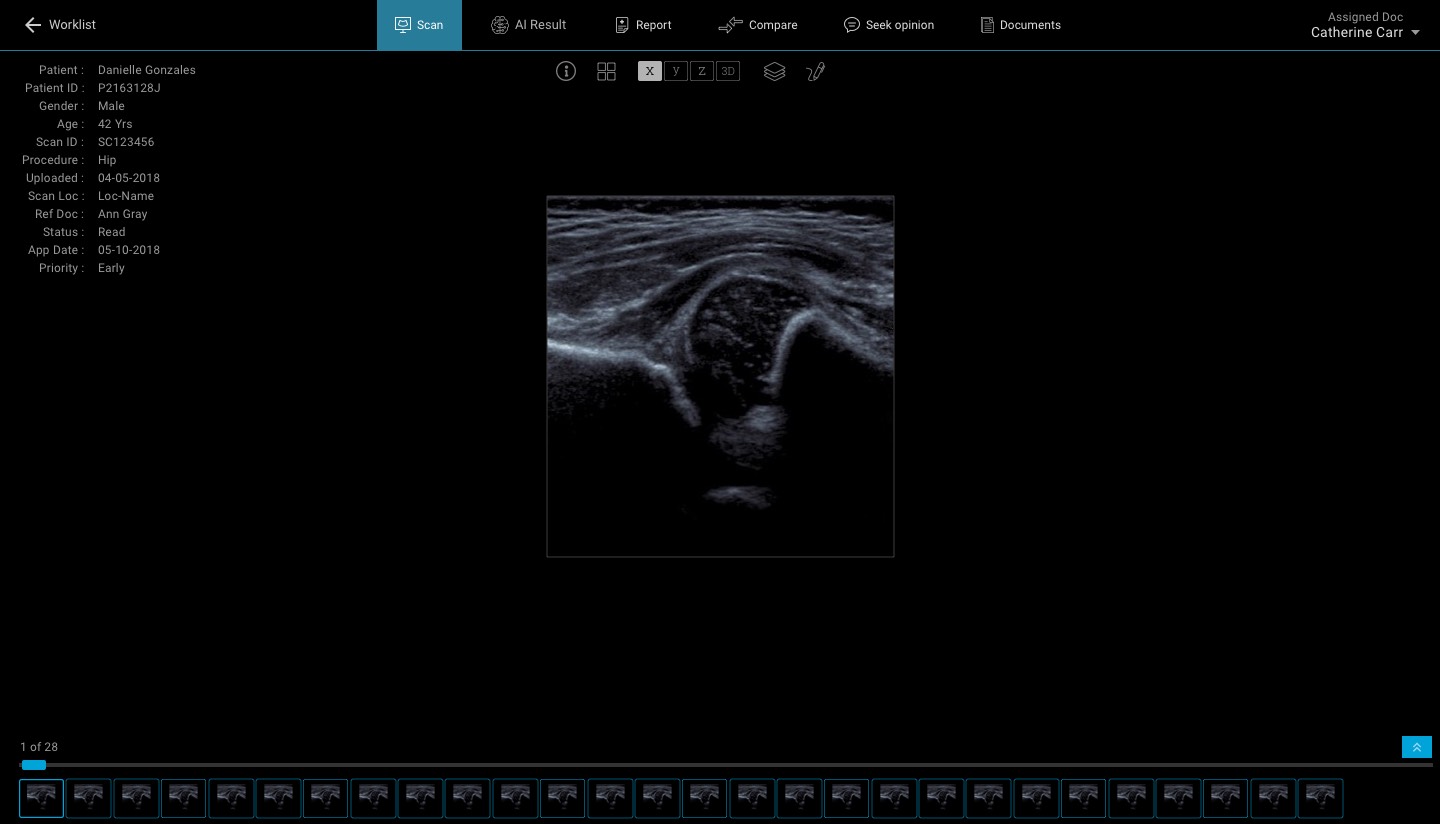 Worklist
Scan
AI Result
Report
Compare
Seek opinion
Documents
Assigned Doc
Catherine Carr
Patient : Danielle Gonzales
Patient ID : P2163128J
Gender : Male
Age : 42 Yrs
Scan ID : SC123456
Procedure : Hip
Uploaded : 04-05-2018
Scan Loc : Loc-Name
Ref Doc : Ann Gray
Status : Read
App Date : 05-10-2018
Priority : Early
X y Z 3D
1 of 28